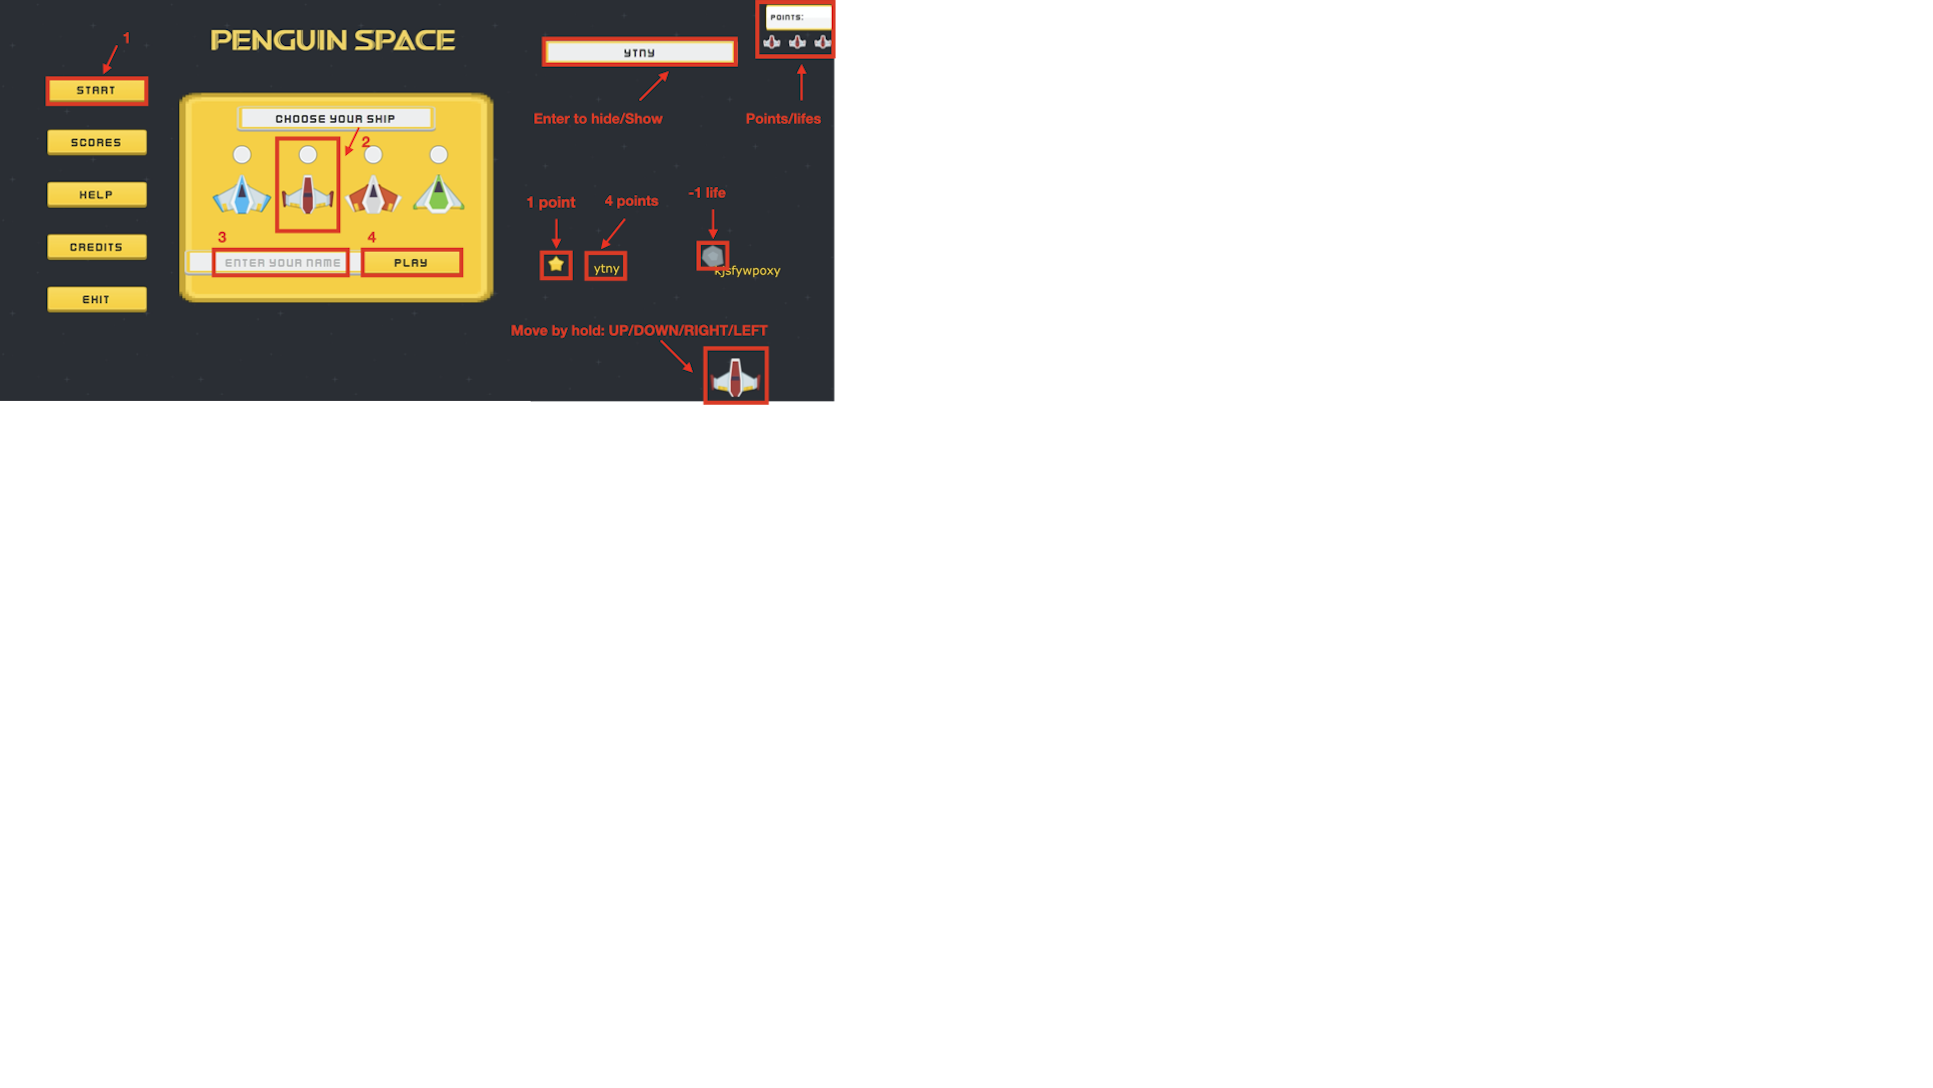 PENGUIN SPACE
1
START
SCORES
HELP
CREDITS
EXIT
CHOOSE YOUR SHIP
2
3
4
ENTER YOUR NAME
PLAY
YTNY
Enter to hide/Show
POINTS:
Points/lifes
1 point
4 points
-1 life
ytny
kjsfywpoxy
Move by hold: UP/DOWN/RIGHT/LEFT